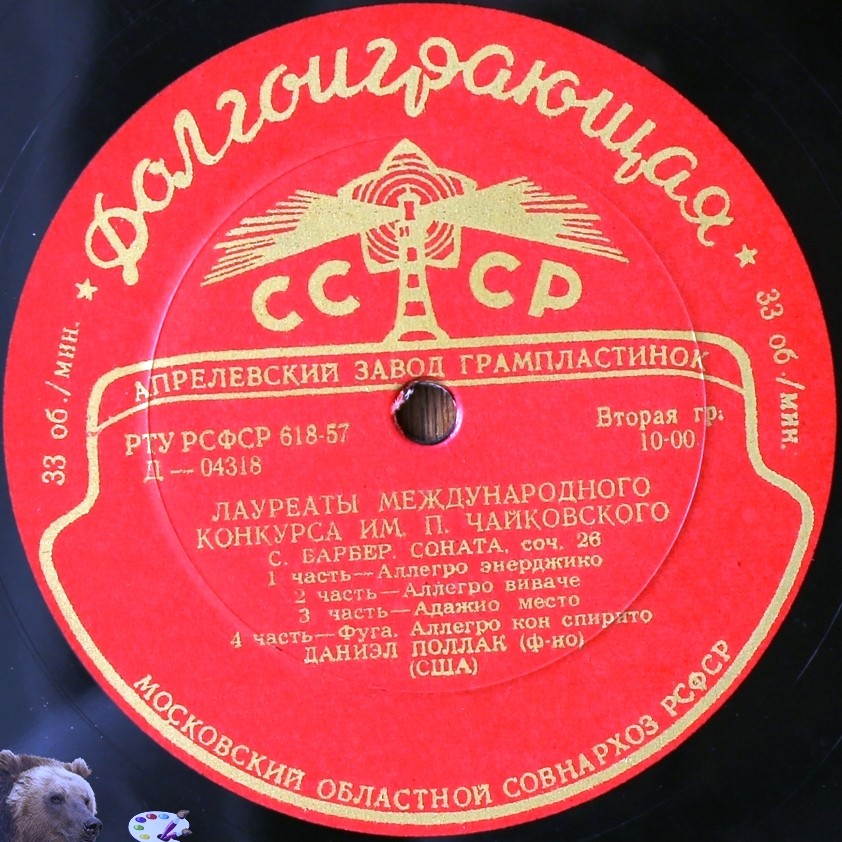 Долгоиграющая
СССР
33 об./мин.
33 об./мин.
АПРЕЛЕВСКИЙ ЗАВОД ГРАМПЛАСТИНОК
РТУ РСФСР 618-57
Вторая гр.
Д — 04318
10-00
ЛАУРЕАТЫ МЕЖДУНАРОДНОГО
КОНКУРСА ИМ. П. ЧАЙКОВСКОГО
С. БАРБЕР. СОНАТА, соч. 26
1 часть—Аллегро энерджико
2 часть—Аллегро виваче
3 часть—Адажио место
4 часть—Фуга. Аллегро кон спирито
ДАНИЭЛ ПОЛЛАК (ф-но)
(США)
МОСКОВСКИЙ ОБЛАСТНОЙ СОВНАРХОЗ РСФСР